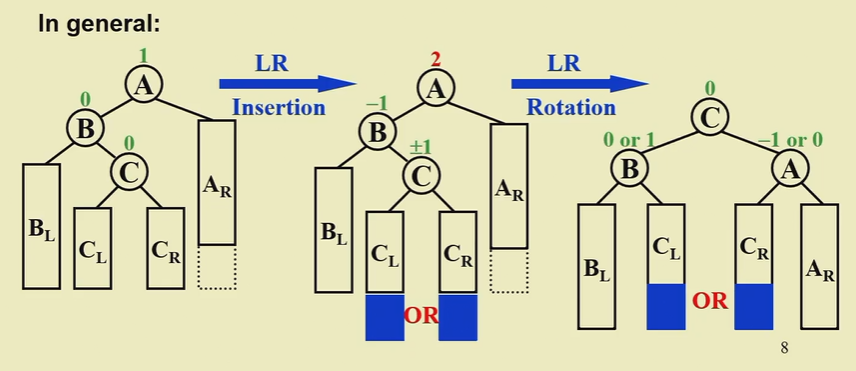 In general:
1
A
0
B
0
C
B_L
C_L
C_R
A_R
LR
Insertion
2
A
−1
B
±1
C
B_L
C_L
C_R
A_R
OR
LR
Rotation
0
C
0 or 1
B
−1 or 0
A
B_L
C_L
C_R
A_R
OR
8